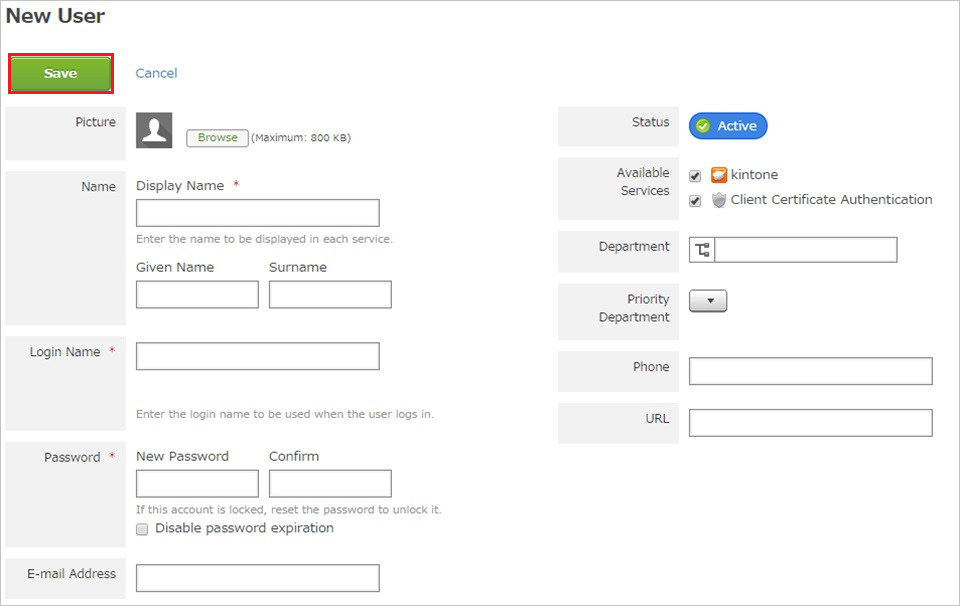 New User
Save
Cancel
Picture
Browse (Maximum: 800 KB)
Name
Display Name *
Enter the name to be displayed in each service.
Given Name
Surname
Login Name *
Enter the login name to be used when the user logs in.
Password *
New Password
Confirm
If this account is locked, reset the password to unlock it.
Disable password expiration
E-mail Address
Status
Active
Available
Services
kintone
Client Certificate Authentication
Department
Priority
Department
Phone
URL